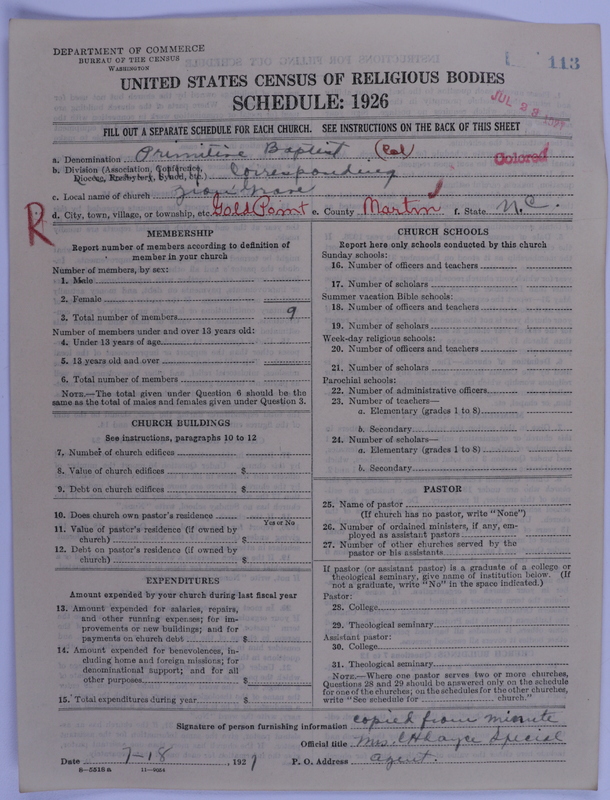 DEPARTMENT OF COMMERCE
BUREAU OF THE CENSUS
WASHINGTON
113
UNITED STATES CENSUS OF RELIGIOUS BODIES
SCHEDULE: 1926
JUL 28
FILL OUT A SEPARATE SCHEDULE FOR EACH CHURCH. SEE INSTRUCTIONS ON THE BACK OF THIS SHEET
a. Denomination Primitive Baptist (Col)
Colored
b. Division (Association, Conference, Diocese, Presbytery, Synod, etc.) Corresponding
c. Local name of church
R
d. City, town, village, or township, etc. Gold Point e. County Martin f. State N.C.
MEMBERSHIP
Report number of members according to definition of
member in your church
Number of members, by sex:
1. Male
2. Female
3. Total number of members 9
Number of members under and over 13 years old:
4. Under 13 years of age
5. 13 years old and over
6. Total number of members
NOTE.—The total given under Question 6 should be the
same as the total of males and females given under Question 3.
CHURCH BUILDINGS
See instructions, paragraphs 10 to 12
7. Number of church edifices
8. Value of church edifices $
9. Debt on church edifices $
10. Does church own pastor's residence
Yes or No
11. Value of pastor's residence (if owned by
church) $
12. Debt on pastor's residence (if owned by
church) $
EXPENDITURES
Amount expended by your church during last fiscal year
13. Amount expended for salaries, repairs,
and other running expenses; for im-
provements or new buildings; and for
payments on church debt $
14. Amount expended for benevolences, in-
cluding home and foreign missions; for
denominational support; and for all
other purposes $
15. Total expenditures during year $
CHURCH SCHOOLS
Report here only schools conducted by this church
Sunday schools:
16. Number of officers and teachers
17. Number of scholars
Summer vacation Bible schools:
18. Number of officers and teachers
19. Number of scholars
Week-day religious schools:
20. Number of officers and teachers
21. Number of scholars
Parochial schools:
22. Number of administrative officers
23. Number of teachers—
a. Elementary (grades 1 to 8)
b. Secondary
24. Number of scholars—
a. Elementary (grades 1 to 8)
b. Secondary
PASTOR
25. Name of pastor
(If church has no pastor, write "None")
26. Number of ordained ministers, if any, em-
ployed as assistant pastors
27. Number of other churches served by the
pastor or his assistants
If pastor (or assistant pastor) is a graduate of a college or
theological seminary, give name of institution below. (If
not a graduate, write "No" in the space indicated.)
Pastor:
28. College
29. Theological seminary
Assistant pastor:
30. College
31. Theological seminary
NOTE.—Where one pastor serves two or more churches,
Questions 28 and 29 should be answered only on the schedule
for one of the churches; on the schedules for the other churches,
write "See schedule for church."
Signature of person furnishing information copied from minute
Official title Mrs. Special
Date 7-18, 1927 P. O. Address agent.
8-5518a 11-9664